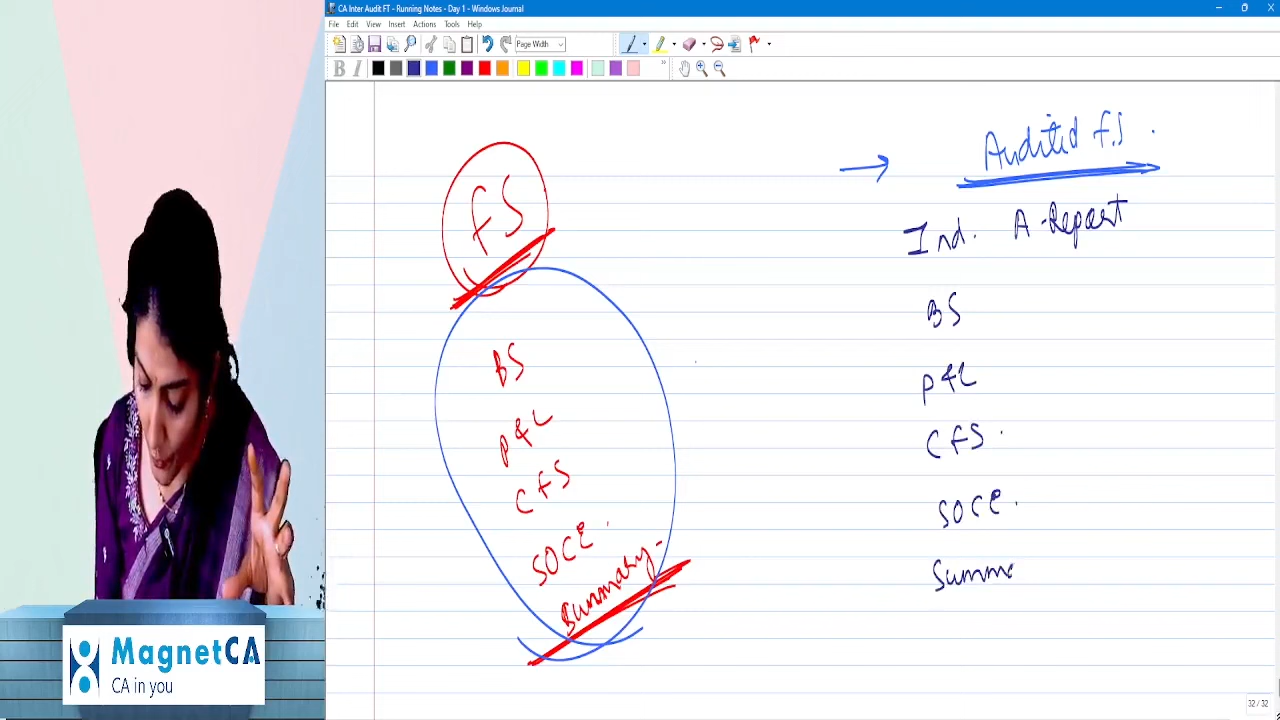 CA Inter Audit FT - Running Notes - Day 1 - Windows Journal
File Edit View Insert Actions Tools Help
Page Width
B I
FS
BS
P&L
CFS
SOCE.
Summary.
→ Audited F.S.
Ind. A-Report
BS
P&L
CFS.
SOCE.
Summa
MagnetCA
CA in you
32 / 32